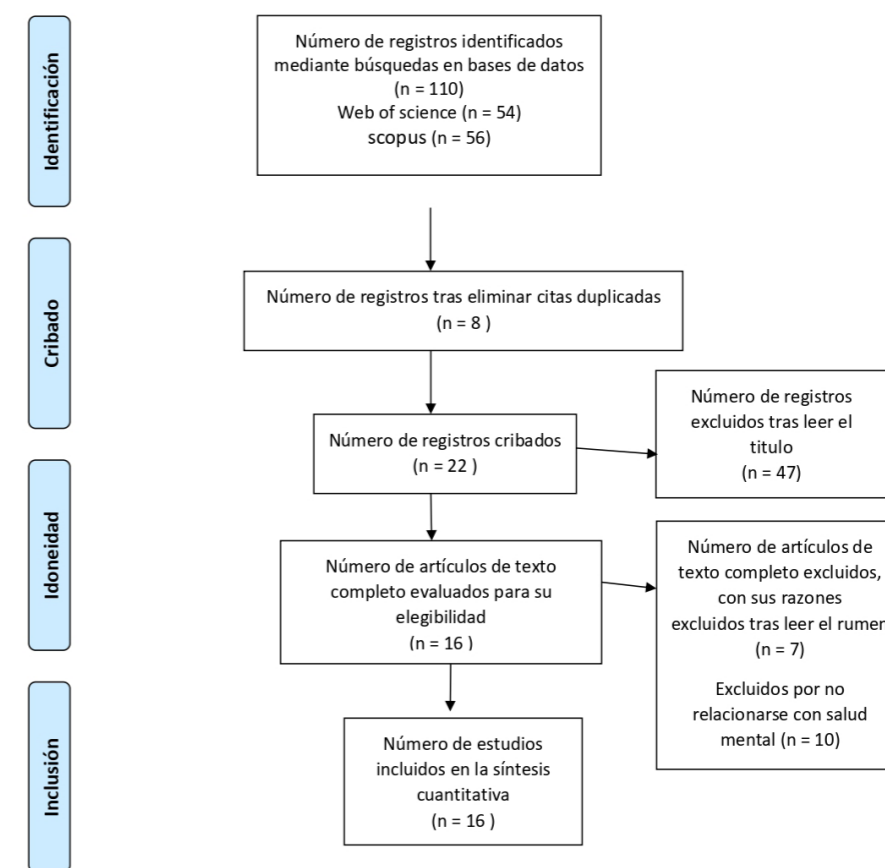 Identificación
Número de registros identificados
mediante búsquedas en bases de datos
(n = 110)
Web of science (n = 54)
scopus (n = 56)
Cribado
Número de registros tras eliminar citas duplicadas
(n = 8 )
Número de registros cribados
(n = 22 )
Número de registros
excluidos tras leer el
titulo
(n = 47)
Idoneidad
Número de artículos de texto
completo evaluados para su
elegibilidad
(n = 16 )
Número de artículos de
texto completo excluidos,
con sus razones
excluidos tras leer el rumen
(n = 7)
Excluidos por no
relacionarse con salud
mental (n = 10)
Inclusión
Número de estudios
incluidos en la síntesis
cuantitativa
(n = 16 )